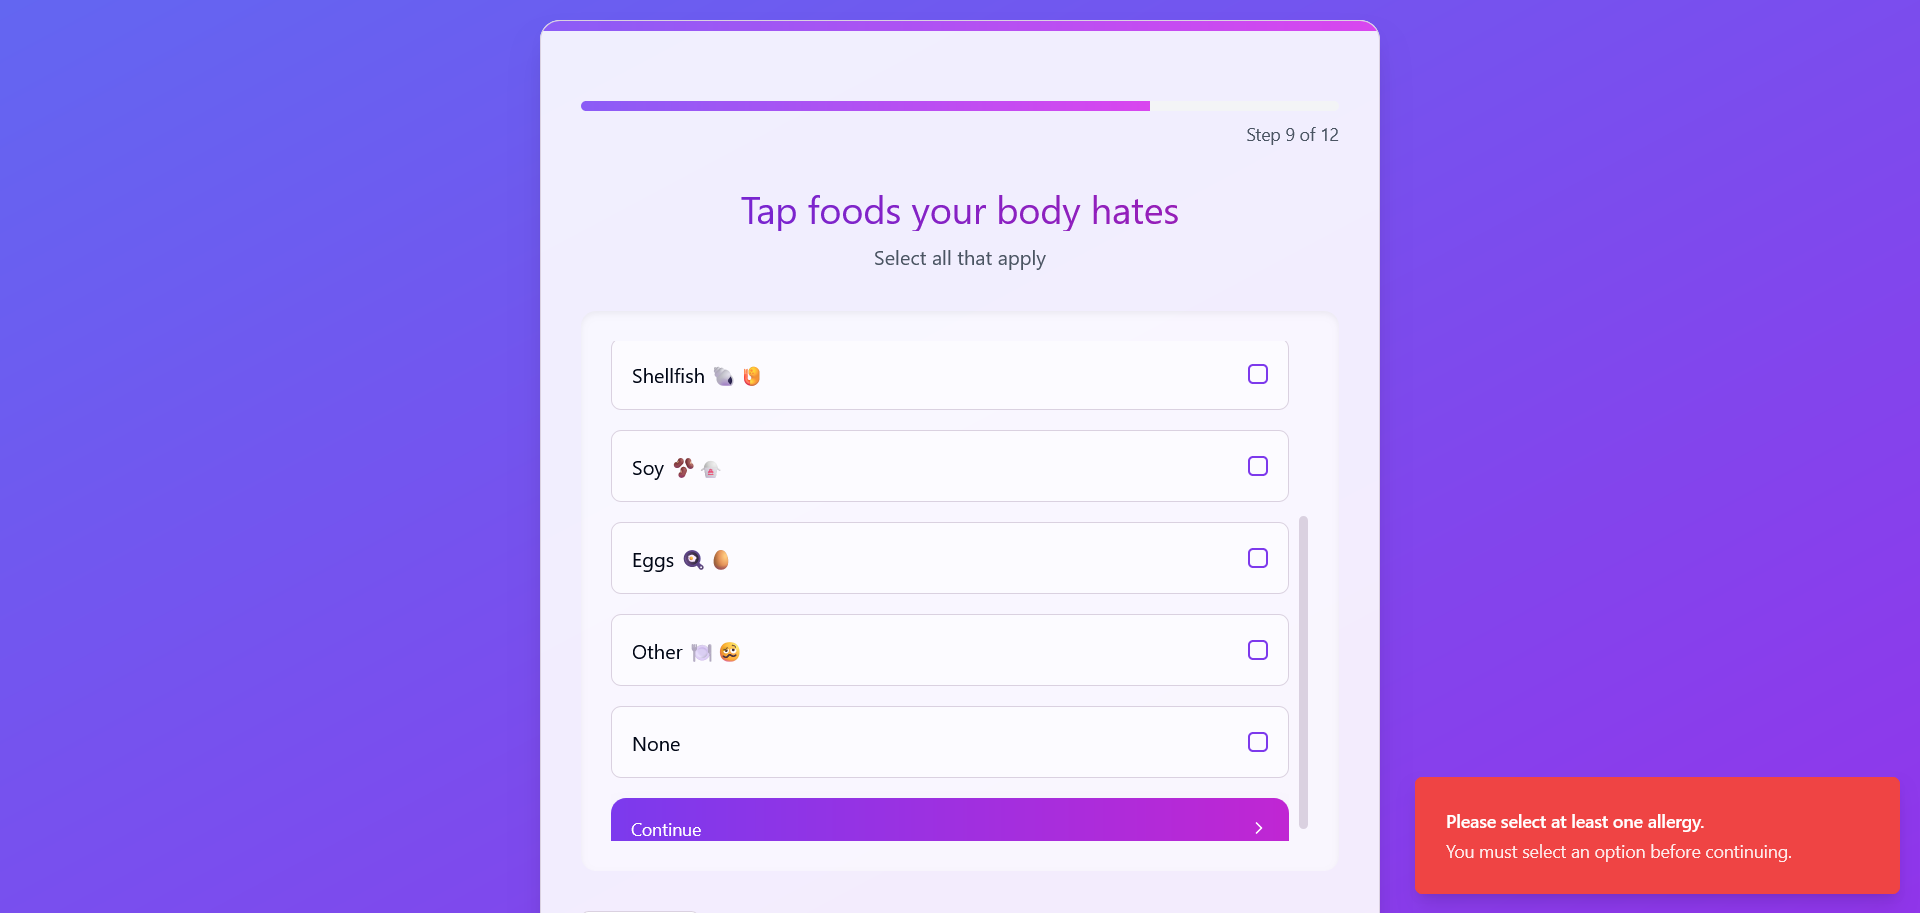 Step 9 of 12
Tap foods your body hates
Select all that apply
Shellfish 🐚 🦪
Soy 🫘 🍙
Eggs 🍳 🥚
Other 🍽️ 🥴
None
Continue
Please select at least one allergy.
You must select an option before continuing.